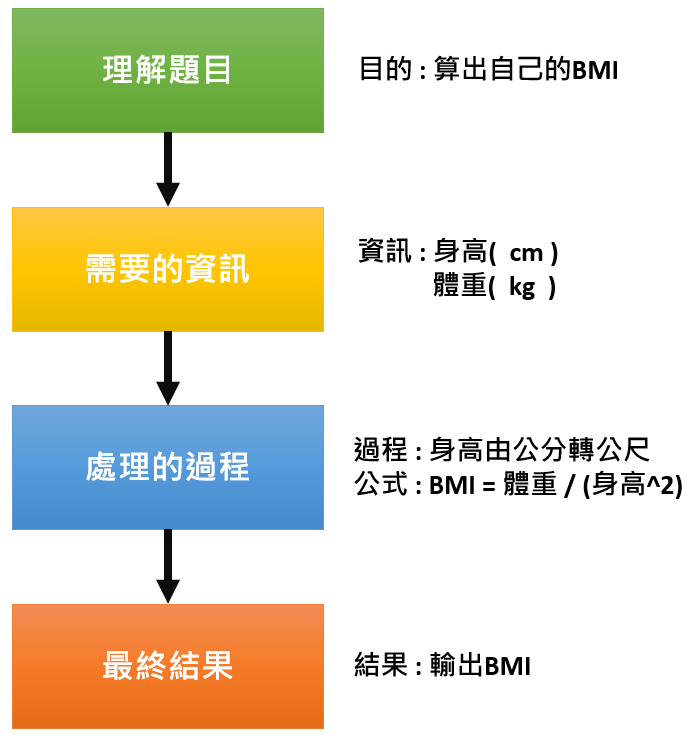 理解題目
目的 : 算出自己的BMI
需要的資訊
資訊 : 身高(  cm )
體重(  kg  )
處理的過程
過程 : 身高由公分轉公尺
公式 : BMI = 體重 / (身高^2)
最終結果
結果 : 輸出BMI